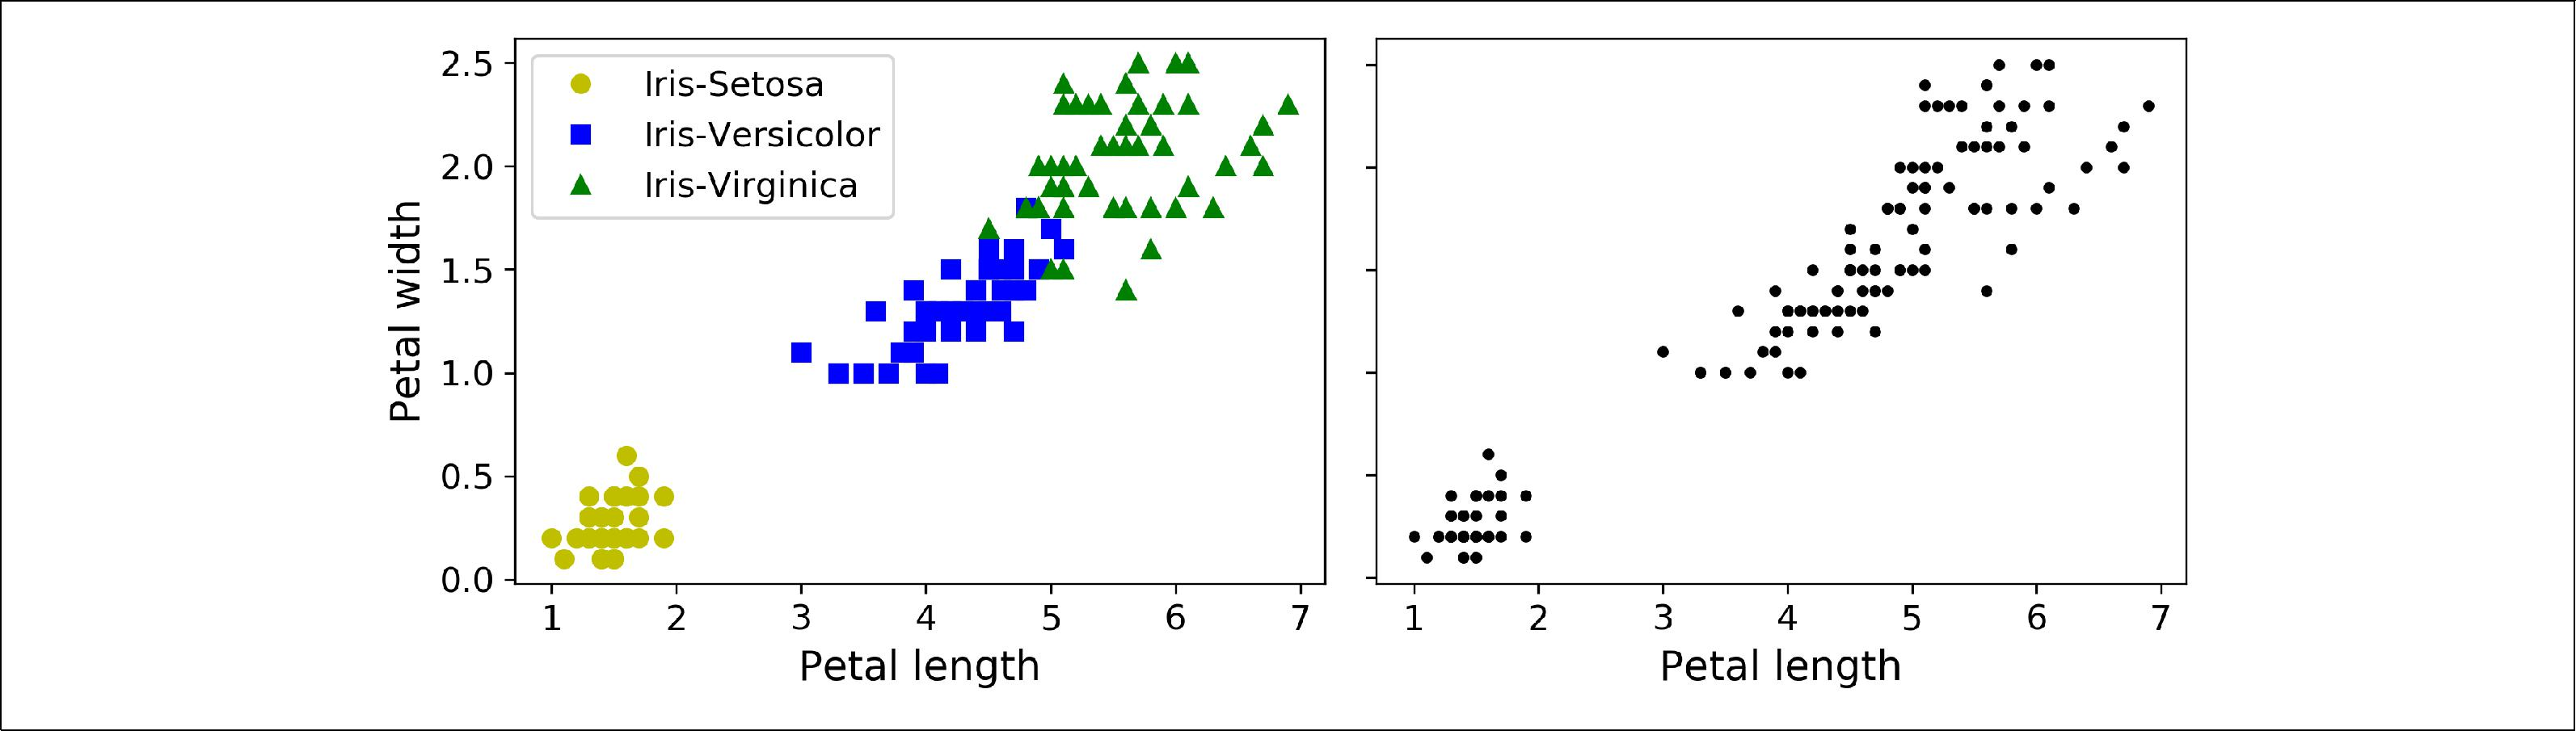 2.5
2.0
1.5
1.0
0.5
0.0
Petal width
Iris-Setosa
Iris-Versicolor
Iris-Virginica
1 2 3 4 5 6 7
Petal length
1 2 3 4 5 6 7
Petal length